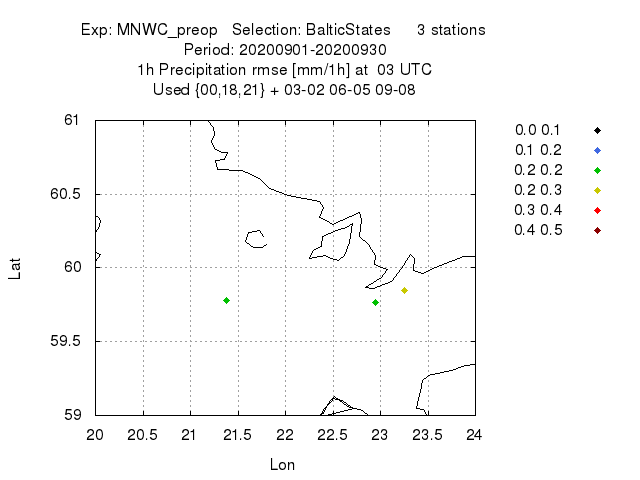 Exp: MNWC_preop Selection: BalticStates 3 stations
Period: 20200901-20200930
1h Precipitation rmse [mm/1h] at 03 UTC
Used {00,18,21} + 03-02 06-05 09-08
61
60.5
60
59.5
59
Lat
20 20.5 21 21.5 22 22.5 23 23.5 24
Lon
0.0 0.1
0.1 0.2
0.2 0.2
0.2 0.3
0.3 0.4
0.4 0.5